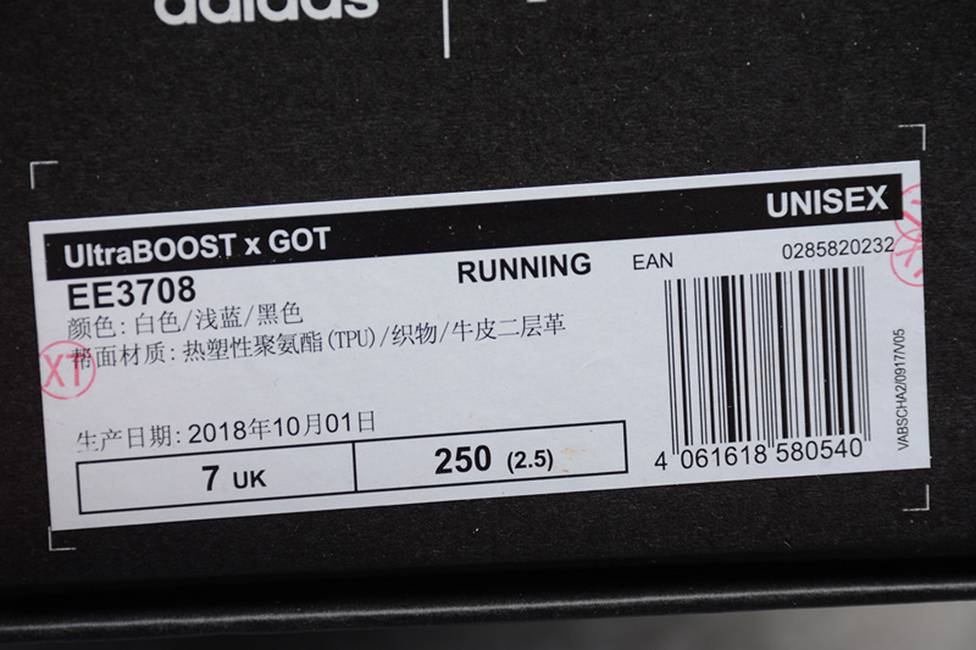 adidas
UltraBOOST x GOT
UNISEX
EE3708
RUNNING
EAN
0285820232
颜色: 白色/浅蓝/黑色
帮面材质: 热塑性聚氨酯(TPU)/织物/牛皮二层革
XT
XT
生产日期: 2018年10月01日
7 UK
250 (2.5)
4 061618 580540
VABSCHA2/0917/V05